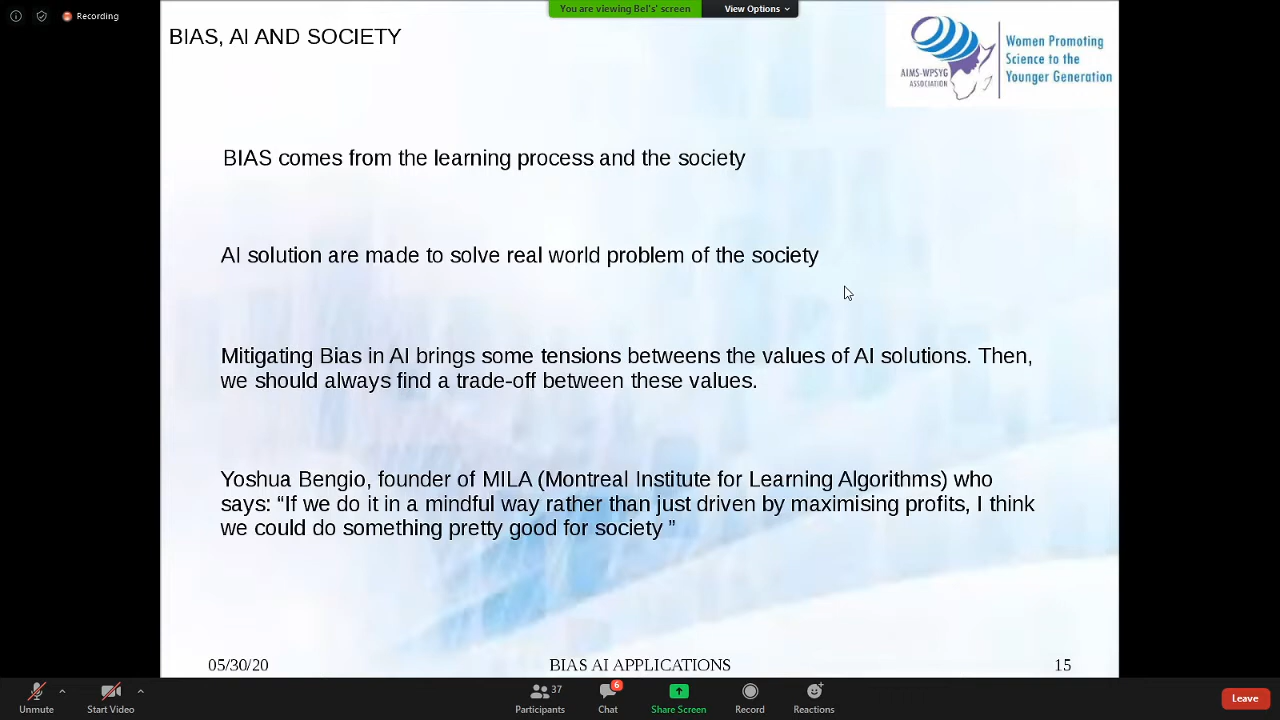 Recording
You are viewing Bel's' screen
View Options
BIAS, AI AND SOCIETY
AIMS-WPSYG
ASSOCIATION
Women Promoting
Science to the
Younger Generation
BIAS comes from the learning process and the society
AI solution are made to solve real world problem of the society
Mitigating Bias in AI brings some tensions betweens the values of AI solutions. Then,
we should always find a trade-off between these values.
Yoshua Bengio, founder of MILA (Montreal Institute for Learning Algorithms) who
says: “If we do it in a mindful way rather than just driven by maximising profits, I think
we could do something pretty good for society ”
05/30/20
BIAS AI APPLICATIONS
15
Unmute
Start Video
37
Participants
6
Chat
Share Screen
Record
Reactions
Leave